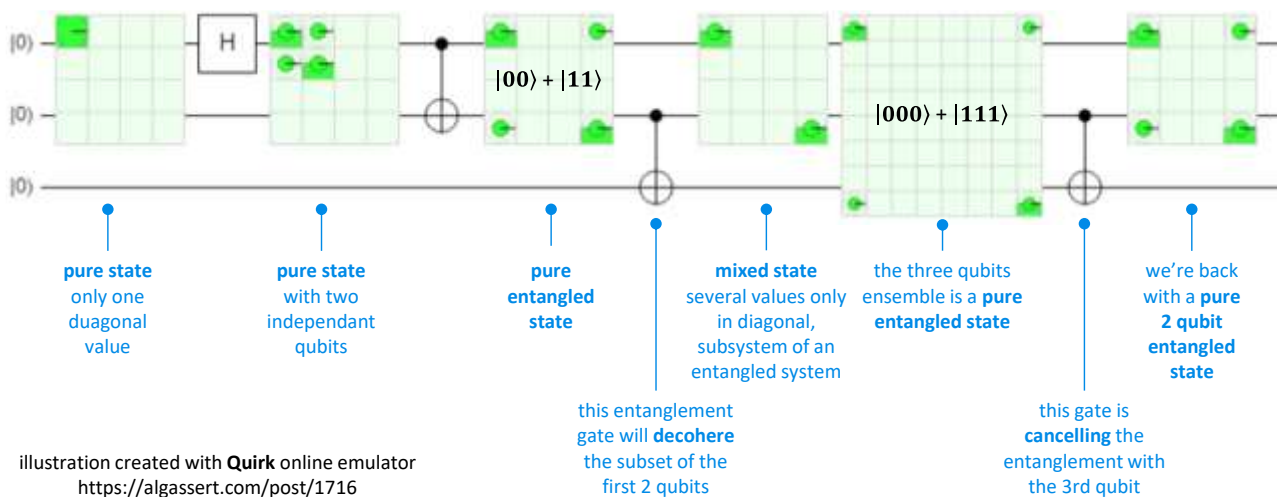 |0⟩
H
|00⟩ + |11⟩
|000⟩ + |111⟩
|0⟩
|0⟩
pure state
only one
duagonal
value
pure state
with two
independant
qubits
pure
entangled
state
mixed state
several values only
in diagonal,
subsystem of an
entangled system
the three qubits
ensemble is a pure
entangled state
we're back
with a pure
2 qubit
entangled
state
this entanglement
gate will decohere
the subset of the
first 2 qubits
this gate is
cancelling the
entanglement with
the 3rd qubit
illustration created with Quirk online emulator
https://algassert.com/post/1716